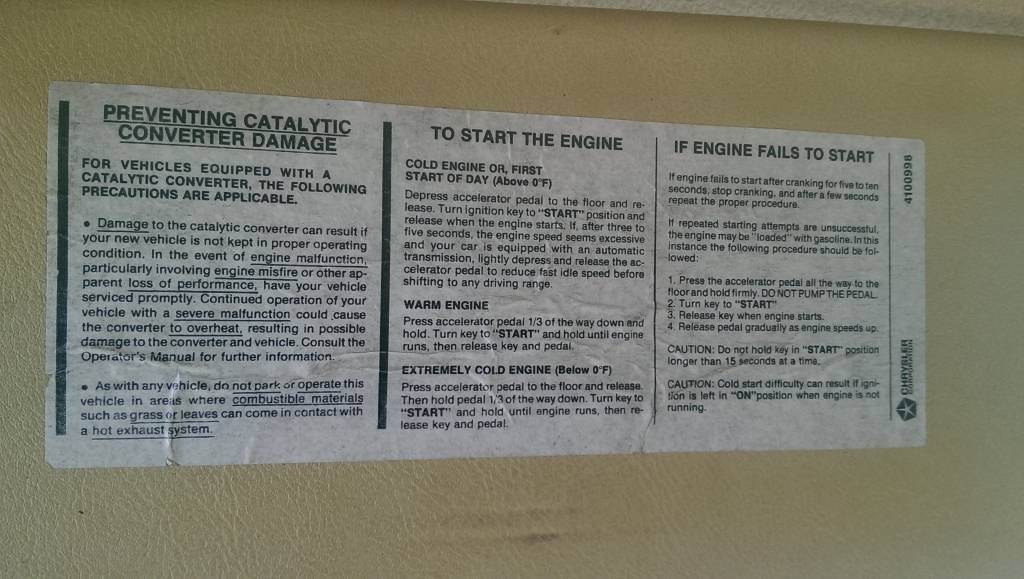 PREVENTING CATALYTIC
CONVERTER DAMAGE
FOR VEHICLES EQUIPPED WITH A
CATALYTIC CONVERTER, THE FOLLOWING
PRECAUTIONS ARE APPLICABLE.
• Damage to the catalytic converter can result if
your new vehicle is not kept in proper operating
condition. In the event of engine malfunction,
particularly involving engine misfire or other ap-
parent loss of performance, have your vehicle
serviced promptly. Continued operation of your
vehicle with a severe malfunction could cause
the converter to overheat, resulting in possible
damage to the converter and vehicle. Consult the
Operator's Manual for further information.
• As with any vehicle, do not park or operate this
vehicle in areas where combustible materials
such as grass or leaves can come in contact with
a hot exhaust system.
TO START THE ENGINE
COLD ENGINE OR, FIRST
START OF DAY (Above 0°F)
Depress accelerator pedal to the floor and re-
lease. Turn ignition key to "START" position and
release when the engine starts. If, after three to
five seconds, the engine speed seems excessive
and your car is equipped with an automatic
transmission, lightly depress and release the ac-
celerator pedal to reduce fast idle speed before
shifting to any driving range.
WARM ENGINE
Press accelerator pedal 1/3 of the way down and
hold. Turn key to "START" and hold until engine
runs, then release key and pedal.
EXTREMELY COLD ENGINE (Below 0°F)
Press accelerator pedal to the floor and release.
Then hold pedal 1/3 of the way down. Turn key to
"START" and hold until engine runs, then re-
lease key and pedal.
IF ENGINE FAILS TO START
If engine fails to start after cranking for five to ten
seconds, stop cranking, and after a few seconds
repeat the proper procedure.
If repeated starting attempts are unsuccessful,
the engine may be "loaded" with gasoline. In this
instance the following procedure should be fol-
lowed:
1. Press the accelerator pedal all the way to the
floor and hold firmly. DO NOT PUMP THE PEDAL.
2. Turn key to "START"
3. Release key when engine starts.
4. Release pedal gradually as engine speeds up.
CAUTION: Do not hold key in "START" position
longer than 15 seconds at a time.
CAUTION: Cold start difficulty can result if igni-
tion is left in "ON" position when engine is not
running.
4100998
CHRYSLER
CORPORATION